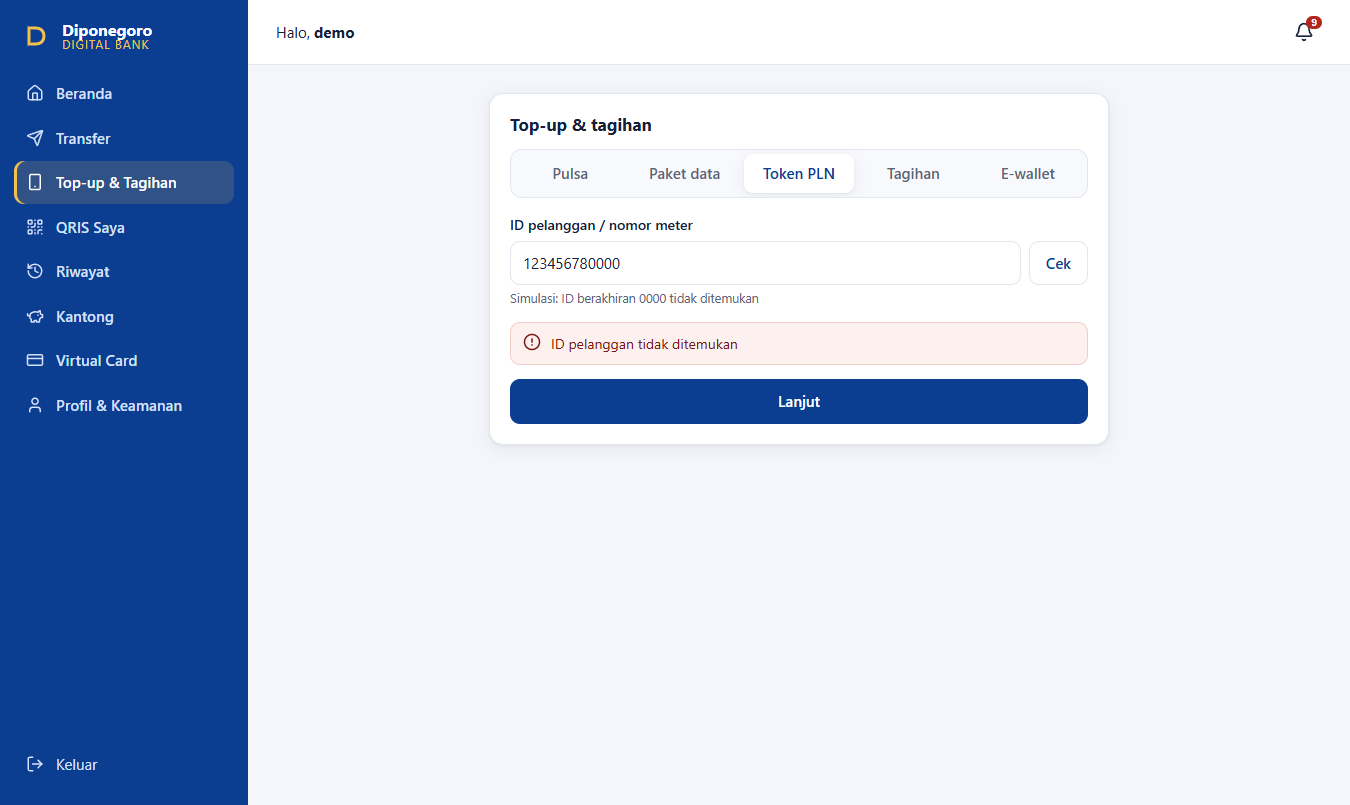 D
Diponegoro
DIGITAL BANK
Beranda
Transfer
Top-up & Tagihan
QRIS Saya
Riwayat
Kantong
Virtual Card
Profil & Keamanan
Keluar
Halo, demo
9
Top-up & tagihan
Pulsa Paket data Token PLN Tagihan E-wallet
ID pelanggan / nomor meter
123456780000 Cek
Simulasi: ID berakhiran 0000 tidak ditemukan
ID pelanggan tidak ditemukan
Lanjut